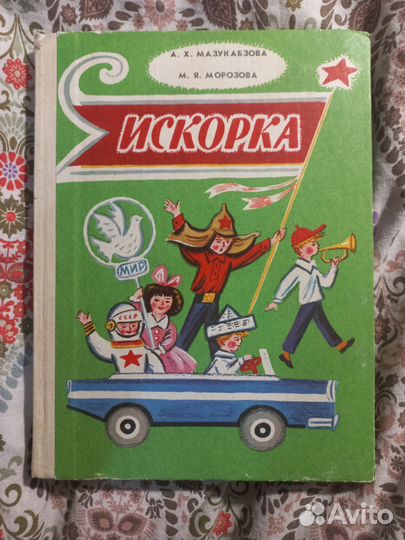 А. Х. МАЗУКАБЗОВА
М. Я. МОРОЗОВА
ИСКОРКА
МИР
СССР
Avito